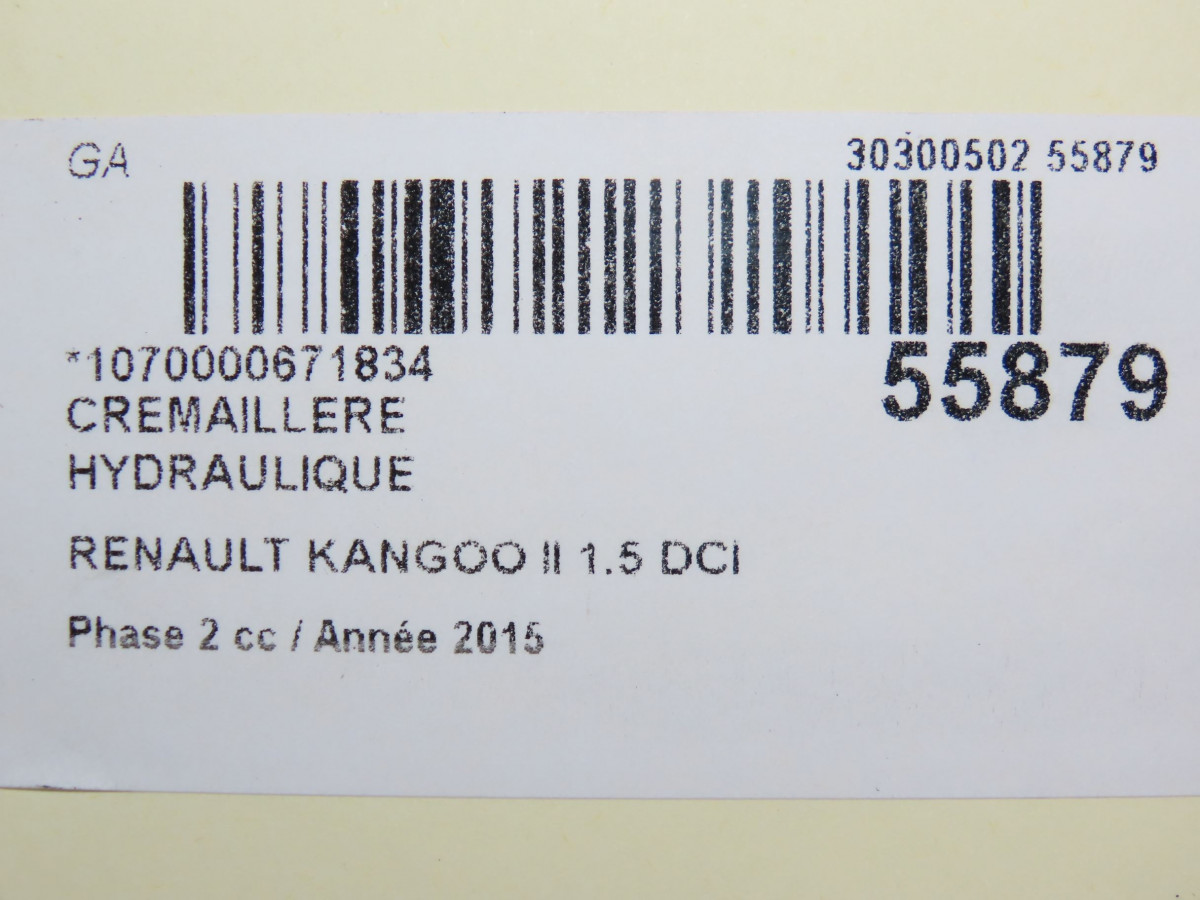 GA
30300502 55879
*1070000671834
55879
CREMAILLERE
HYDRAULIQUE
RENAULT KANGOO II 1.5 DCI
Phase 2 cc / Année 2015